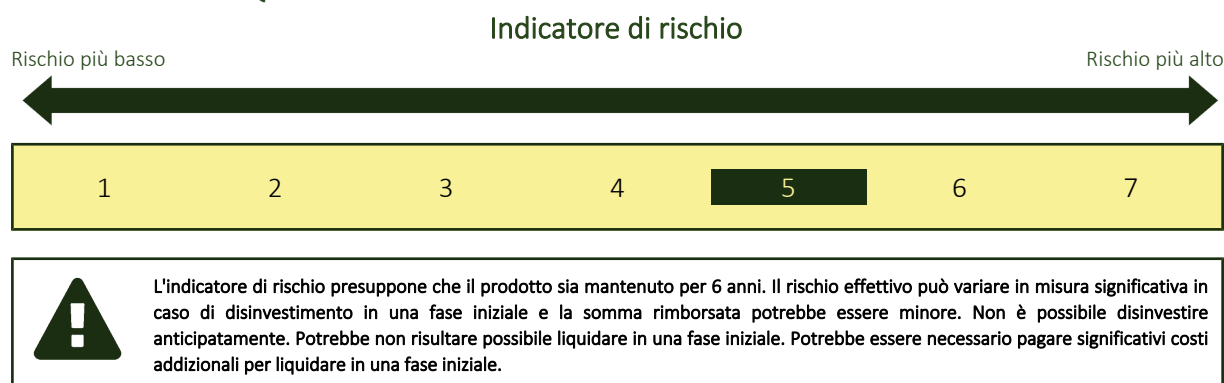 Indicatore di rischio
Rischio più basso
Rischio più alto
1 2 3 4 5 6 7
L'indicatore di rischio presuppone che il prodotto sia mantenuto per 6 anni. Il rischio effettivo può variare in misura significativa in
caso di disinvestimento in una fase iniziale e la somma rimborsata potrebbe essere minore. Non è possibile disinvestire
anticipatamente. Potrebbe non risultare possibile liquidare in una fase iniziale. Potrebbe essere necessario pagare significativi costi
addizionali per liquidare in una fase iniziale.